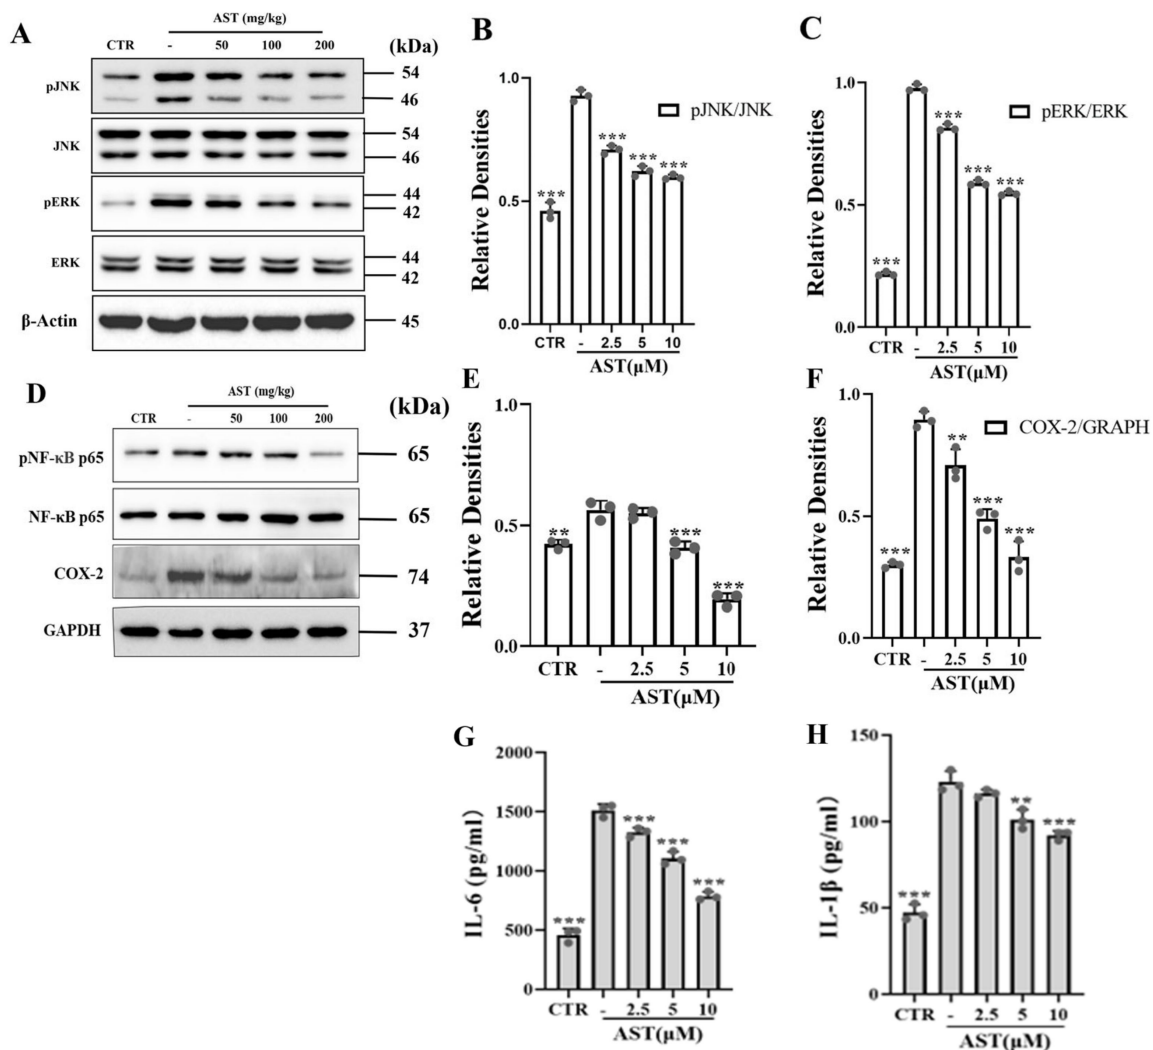 A
AST (mg/kg)
CTR - 50 100 200 (kDa)
pJNK 54
46
JNK 54
46
pERK 44
42
ERK 44
42
β-Actin 45
B
1.0
0.5
0.0
Relative Densities
pJNK/JNK
***
***
***
***
CTR - 2.5 5 10
AST(μM)
C
1.0
0.5
0.0
Relative Densities
pERK/ERK
***
***
***
***
CTR - 2.5 5 10
AST(μM)
D
AST (mg/kg)
CTR - 50 100 200 (kDa)
pNF-κB p65 65
NF-κB p65 65
COX-2 74
GAPDH 37
E
1.0
0.5
0.0
Relative Densities
**
***
***
CTR - 2.5 5 10
AST(μM)
F
1.0
0.5
0.0
Relative Densities
COX-2/GRAPH
***
**
***
***
CTR - 2.5 5 10
AST(μM)
G
2000
1500
1000
500
0
IL-6 (pg/ml)
***
***
***
***
CTR - 2.5 5 10
AST(μM)
H
150
100
50
0
IL-1β (pg/ml)
***
**
***
CTR - 2.5 5 10
AST(μM)